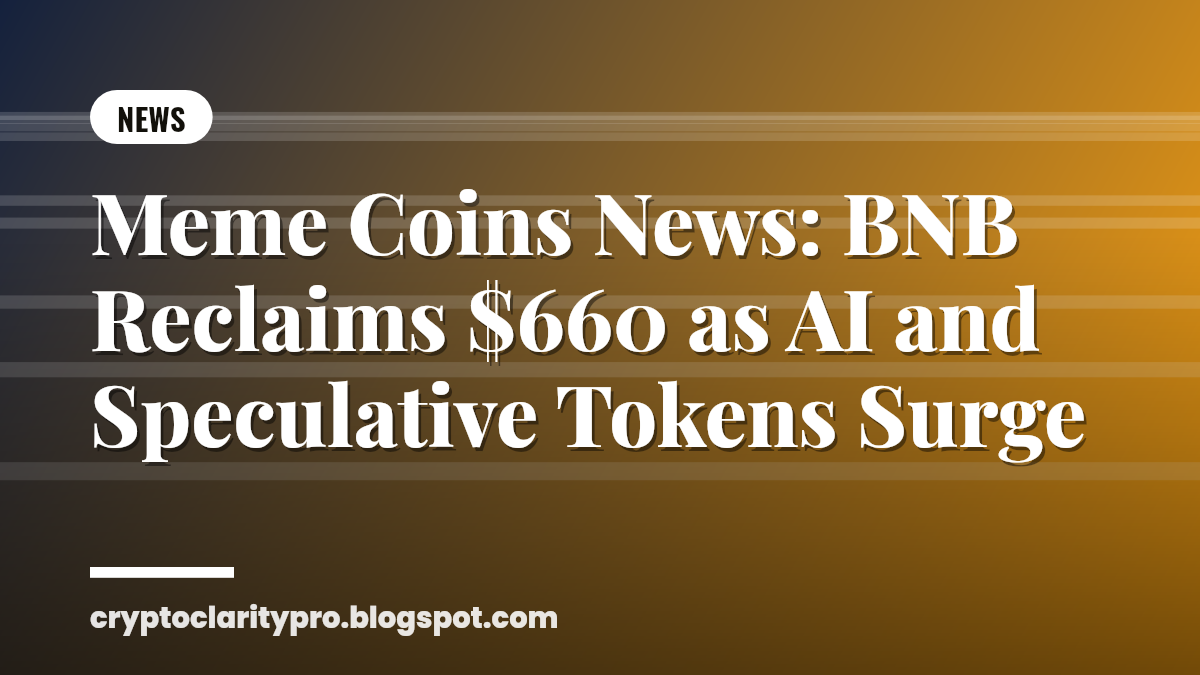 NEWS
Meme Coins News: BNB
Reclaims $660 as AI and
Speculative Tokens Surge
cryptoclaritypro.blogspot.com